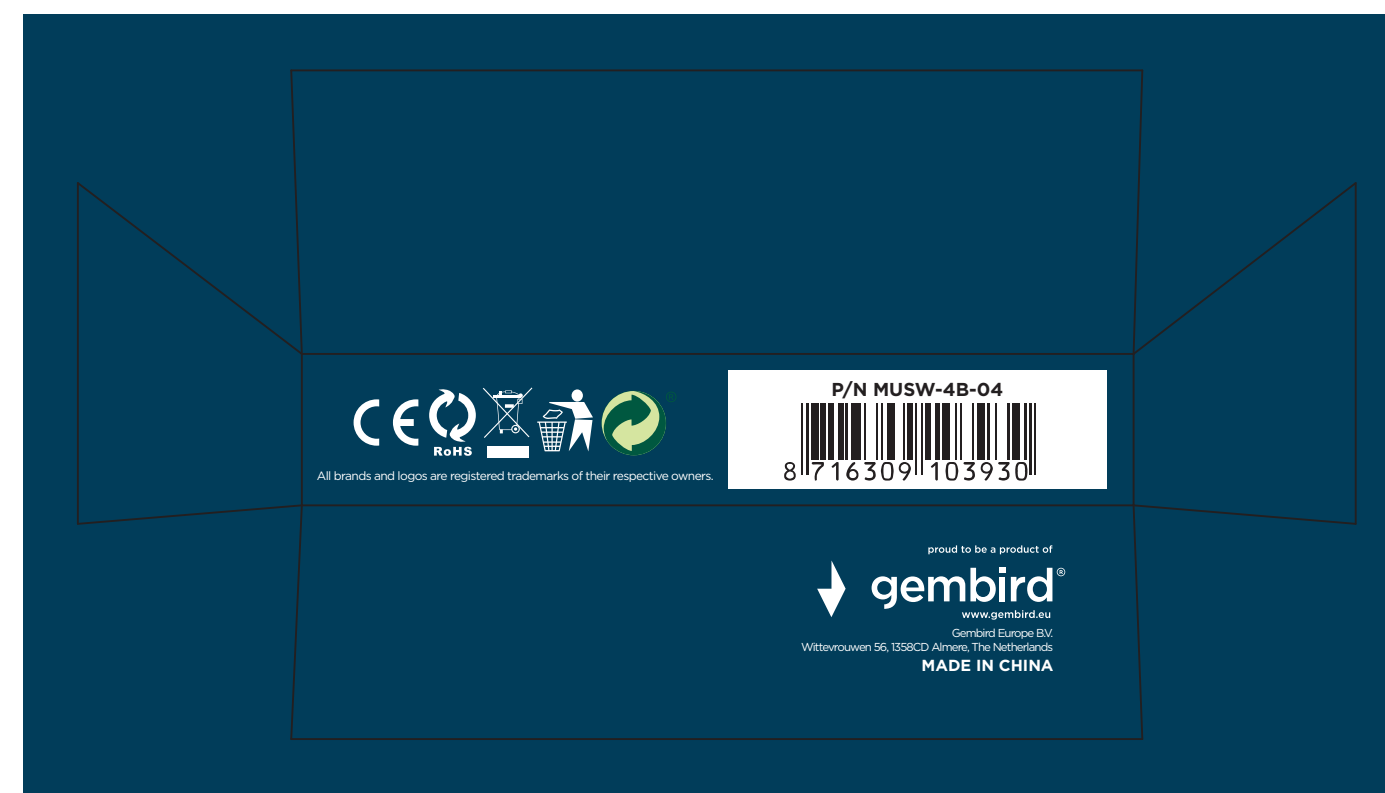 CE
RoHS
®
All brands and logos are registered trademarks of their respective owners.
P/N MUSW-4B-04
8 716309 103930
proud to be a product of
gembird®
www.gembird.eu
Gembird Europe B.V.
Wittevrouwen 56, 1358CD Almere, The Netherlands
MADE IN CHINA